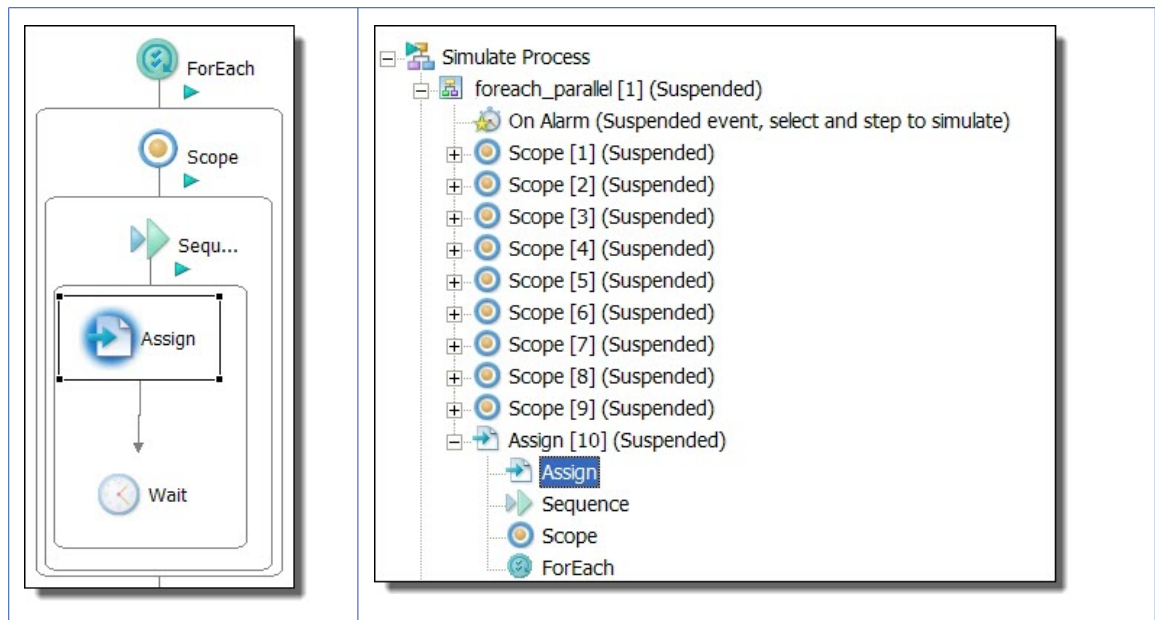 ForEach
Scope
Sequ...
Assign
Wait
Simulate Process
foreach_parallel [1] (Suspended)
On Alarm (Suspended event, select and step to simulate)
Scope [1] (Suspended)
Scope [2] (Suspended)
Scope [3] (Suspended)
Scope [4] (Suspended)
Scope [5] (Suspended)
Scope [6] (Suspended)
Scope [7] (Suspended)
Scope [8] (Suspended)
Scope [9] (Suspended)
Assign [10] (Suspended)
Assign
Sequence
Scope
ForEach